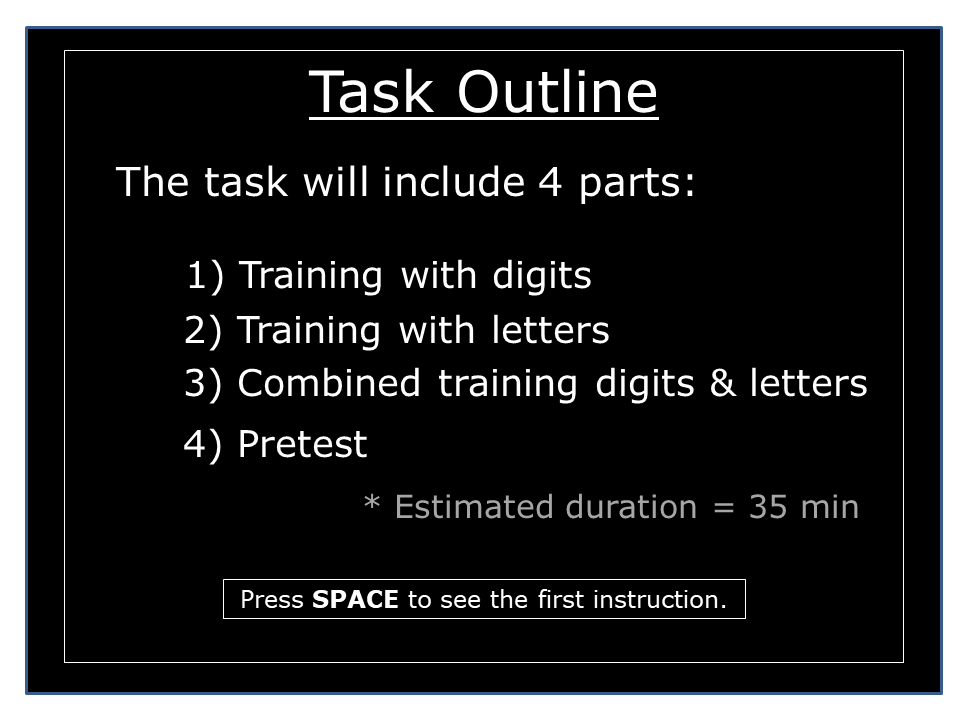 Task Outline
The task will include 4 parts:
1) Training with digits
2) Training with letters
3) Combined training digits & letters
4) Pretest
* Estimated duration = 35 min
Press SPACE to see the first instruction.